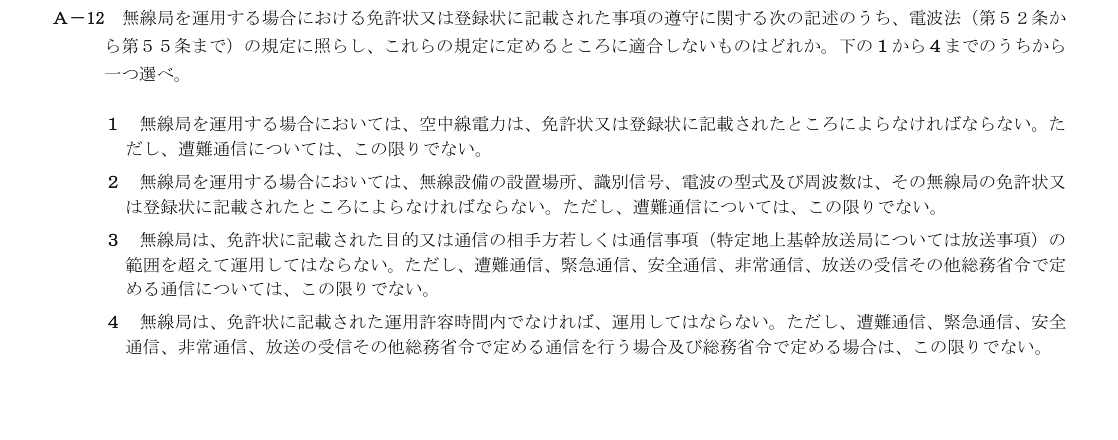 A－12　無線局を運用する場合における免許状又は登録状に記載された事項の遵守に関する次の記述のうち、電波法（第５２条か
ら第５５条まで）の規定に照らし、これらの規定に定めるところに適合しないものはどれか。下の１から４までのうちから
一つ選べ。
1　無線局を運用する場合においては、空中線電力は、免許状又は登録状に記載されたところによらなければならない。た
だし、遭難通信については、この限りでない。
2　無線局を運用する場合においては、無線設備の設置場所、識別信号、電波の型式及び周波数は、その無線局の免許状又
は登録状に記載されたところによらなければならない。ただし、遭難通信については、この限りでない。
3　無線局は、免許状に記載された目的又は通信の相手方若しくは通信事項（特定地上基幹放送局については放送事項）の
範囲を超えて運用してはならない。ただし、遭難通信、緊急通信、安全通信、非常通信、放送の受信その他総務省令で定
める通信については、この限りでない。
4　無線局は、免許状に記載された運用許容時間内でなければ、運用してはならない。ただし、遭難通信、緊急通信、安全
通信、非常通信、放送の受信その他総務省令で定める通信を行う場合及び総務省令で定める場合は、この限りでない。